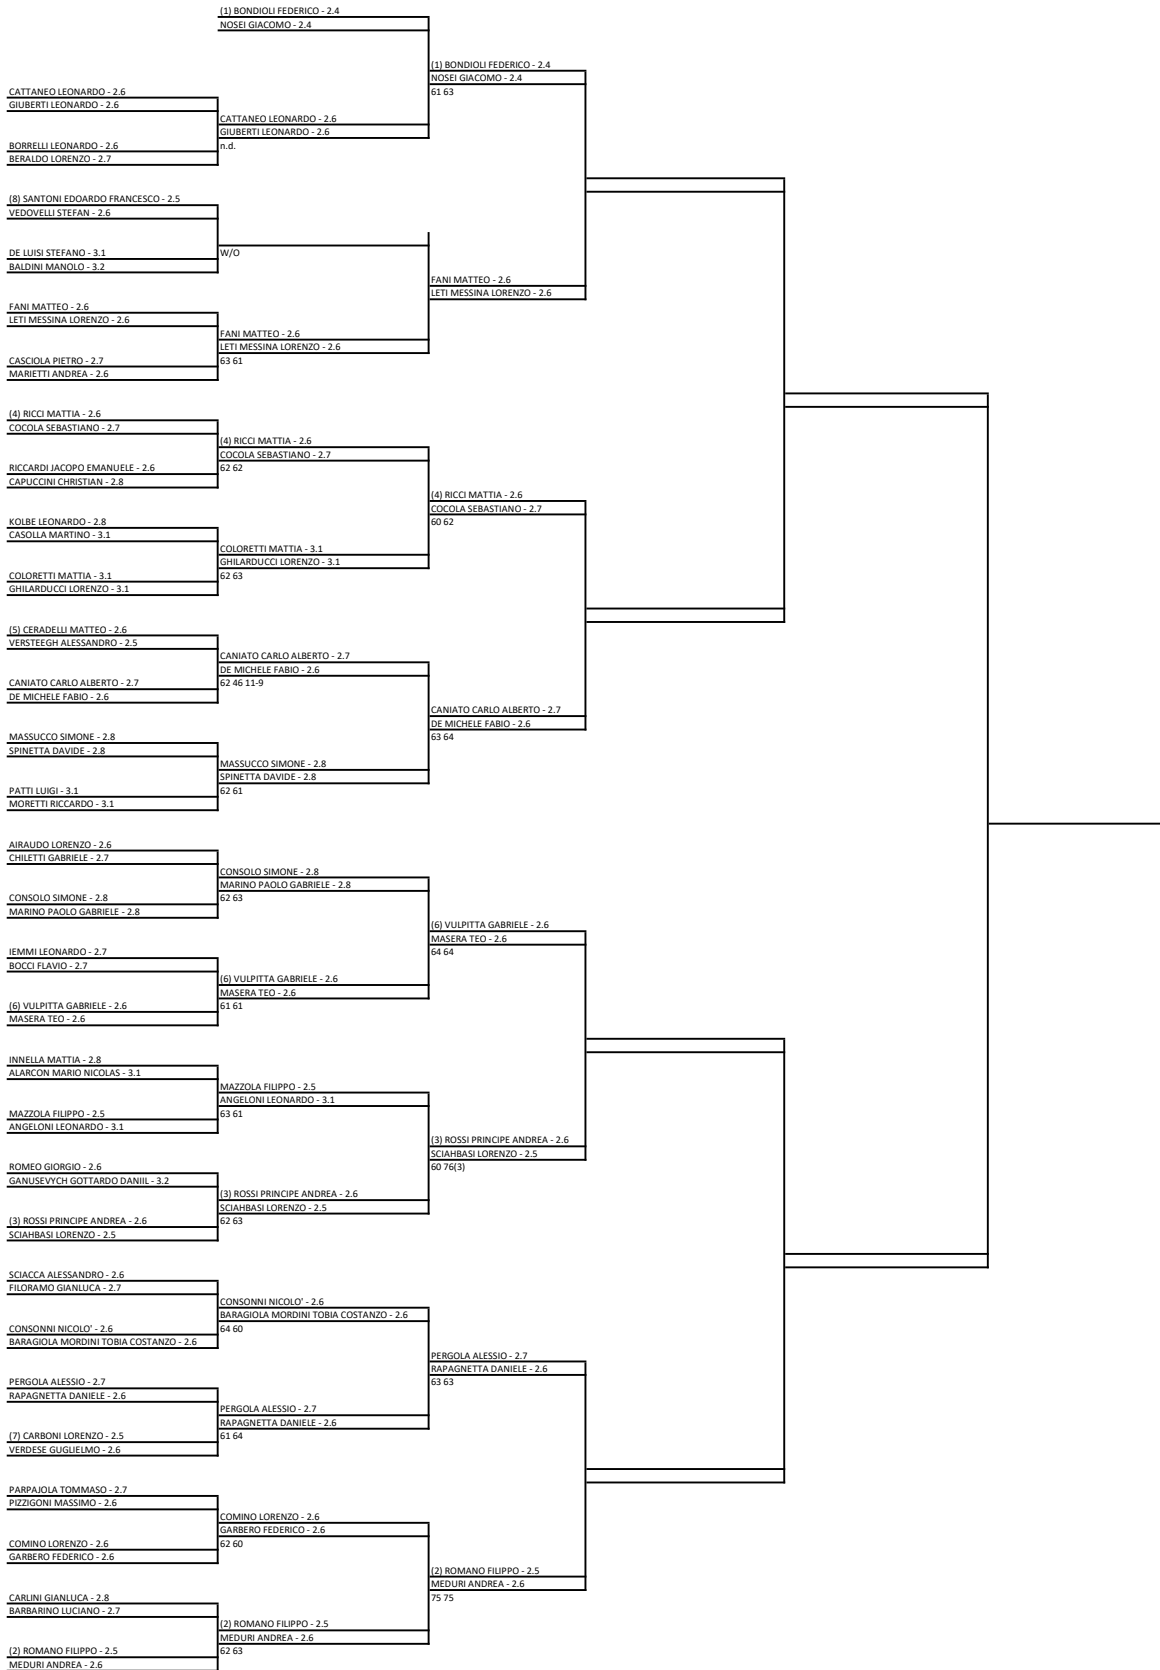 (1) BONDIOLI FEDERICO - 2.4
NOSEI GIACOMO - 2.4
(1) BONDIOLI FEDERICO - 2.4
NOSEI GIACOMO - 2.4
61 63
CATTANEO LEONARDO - 2.6
GIUBERTI LEONARDO - 2.6
CATTANEO LEONARDO - 2.6
GIUBERTI LEONARDO - 2.6
n.d.
BORRELLI LEONARDO - 2.6
BERALDO LORENZO - 2.7
(8) SANTONI EDOARDO FRANCESCO - 2.5
VEDOVELLI STEFAN - 2.6
W/O
DE LUISI STEFANO - 3.1
BALDINI MANOLO - 3.2
FANI MATTEO - 2.6
LETI MESSINA LORENZO - 2.6
FANI MATTEO - 2.6
LETI MESSINA LORENZO - 2.6
FANI MATTEO - 2.6
LETI MESSINA LORENZO - 2.6
63 61
CASCIOLA PIETRO - 2.7
MARIETTI ANDREA - 2.6
(4) RICCI MATTIA - 2.6
COCOLA SEBASTIANO - 2.7
(4) RICCI MATTIA - 2.6
COCOLA SEBASTIANO - 2.7
62 62
RICCARDI JACOPO EMANUELE - 2.6
CAPUCCINI CHRISTIAN - 2.8
(4) RICCI MATTIA - 2.6
COCOLA SEBASTIANO - 2.7
60 62
KOLBE LEONARDO - 2.8
CASOLLA MARTINO - 3.1
COLORETTI MATTIA - 3.1
GHILARDUCCI LORENZO - 3.1
62 63
COLORETTI MATTIA - 3.1
GHILARDUCCI LORENZO - 3.1
(5) CERADELLI MATTEO - 2.6
VERSTEEGH ALESSANDRO - 2.5
CANIATO CARLO ALBERTO - 2.7
DE MICHELE FABIO - 2.6
62 46 11-9
CANIATO CARLO ALBERTO - 2.7
DE MICHELE FABIO - 2.6
CANIATO CARLO ALBERTO - 2.7
DE MICHELE FABIO - 2.6
63 64
MASSUCCO SIMONE - 2.8
SPINETTA DAVIDE - 2.8
MASSUCCO SIMONE - 2.8
SPINETTA DAVIDE - 2.8
62 61
PATTI LUIGI - 3.1
MORETTI RICCARDO - 3.1
AIRAUDO LORENZO - 2.6
CHILETTI GABRIELE - 2.7
CONSOLO SIMONE - 2.8
MARINO PAOLO GABRIELE - 2.8
62 63
CONSOLO SIMONE - 2.8
MARINO PAOLO GABRIELE - 2.8
(6) VULPITTA GABRIELE - 2.6
MASERA TEO - 2.6
64 64
IEMMI LEONARDO - 2.7
BOCCI FLAVIO - 2.7
(6) VULPITTA GABRIELE - 2.6
MASERA TEO - 2.6
61 61
(6) VULPITTA GABRIELE - 2.6
MASERA TEO - 2.6
INNELLA MATTIA - 2.8
ALARCON MARIO NICOLAS - 3.1
MAZZOLA FILIPPO - 2.5
ANGELONI LEONARDO - 3.1
63 61
MAZZOLA FILIPPO - 2.5
ANGELONI LEONARDO - 3.1
(3) ROSSI PRINCIPE ANDREA - 2.6
SCIAHBASI LORENZO - 2.5
60 76(3)
ROMEO GIORGIO - 2.6
GANUSEVYCH GOTTARDO DANIIL - 3.2
(3) ROSSI PRINCIPE ANDREA - 2.6
SCIAHBASI LORENZO - 2.5
62 63
(3) ROSSI PRINCIPE ANDREA - 2.6
SCIAHBASI LORENZO - 2.5
SCIACCA ALESSANDRO - 2.6
FILORAMO GIANLUCA - 2.7
CONSONNI NICOLO' - 2.6
BARAGIOLA MORDINI TOBIA COSTANZO - 2.6
64 60
CONSONNI NICOLO' - 2.6
BARAGIOLA MORDINI TOBIA COSTANZO - 2.6
PERGOLA ALESSIO - 2.7
RAPAGNETTA DANIELE - 2.6
63 63
PERGOLA ALESSIO - 2.7
RAPAGNETTA DANIELE - 2.6
PERGOLA ALESSIO - 2.7
RAPAGNETTA DANIELE - 2.6
61 64
(7) CARBONI LORENZO - 2.5
VERDESE GUGLIELMO - 2.6
PARPAJOLA TOMMASO - 2.7
PIZZIGONI MASSIMO - 2.6
COMINO LORENZO - 2.6
GARBERO FEDERICO - 2.6
62 60
COMINO LORENZO - 2.6
GARBERO FEDERICO - 2.6
(2) ROMANO FILIPPO - 2.5
MEDURI ANDREA - 2.6
75 75
CARLINI GIANLUCA - 2.8
BARBARINO LUCIANO - 2.7
(2) ROMANO FILIPPO - 2.5
MEDURI ANDREA - 2.6
62 63
(2) ROMANO FILIPPO - 2.5
MEDURI ANDREA - 2.6